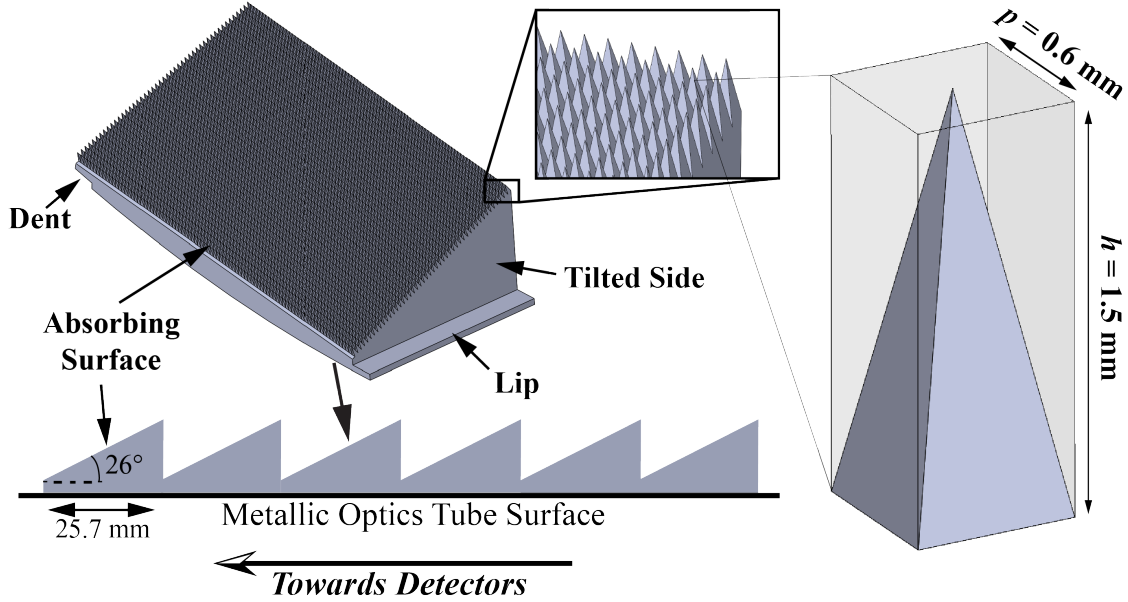 p = 0.6 mm
Dent
Tilted Side
h = 1.5 mm
Absorbing
Surface
Lip
26°
25.7 mm
Metallic Optics Tube Surface
Towards Detectors